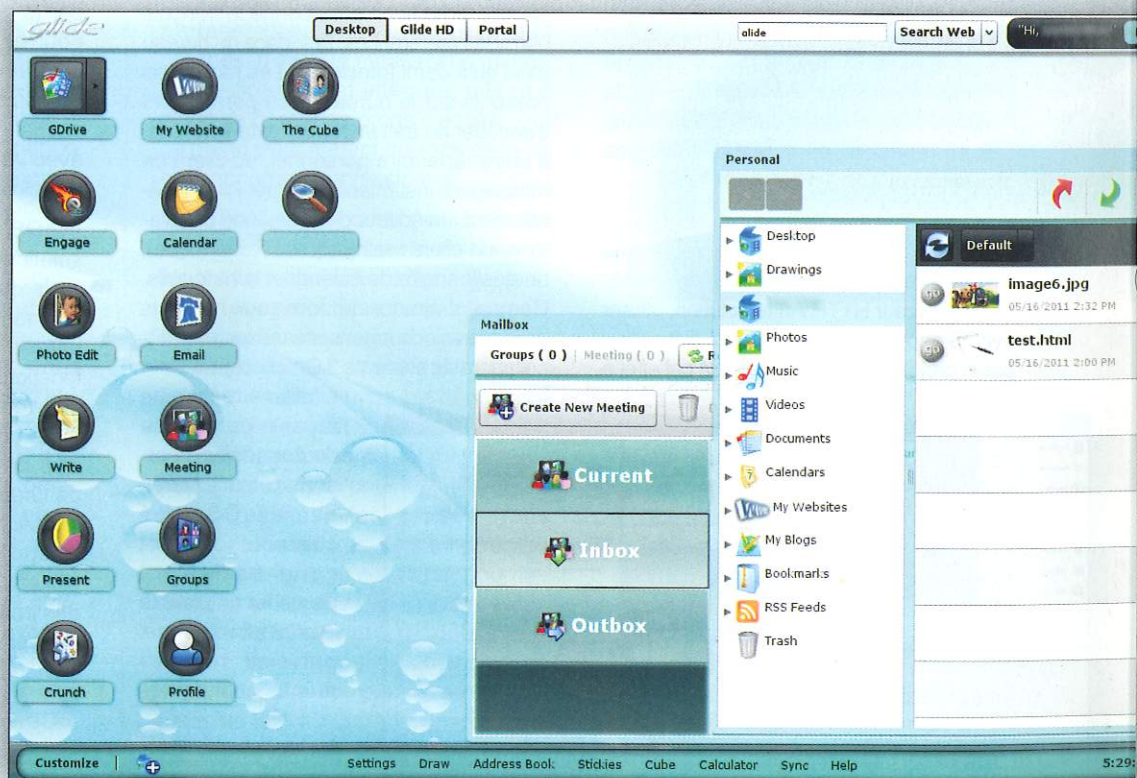 glide
Desktop
Glide HD
Portal
glide
Search Web
"Hi,
GDrive
My Website
The Cube
Engage
Calendar
Photo Edit
Email
Write
Meeting
Present
Groups
Crunch
Profile
Mailbox
Groups ( 0 ) | Meeting ( 0 )
Create New Meeting
Current
Inbox
Outbox
Personal
Desktop
Drawings
Photos
Music
Videos
Documents
Calendars
My Websites
My Blogs
Bookmarks
RSS Feeds
Trash
Default
go
image6.jpg
05/16/2011 2:32 PM
go
test.html
05/16/2011 2:00 PM
Customize |
Settings Draw Address Book Stickies Cube Calculator Sync Help
5:29